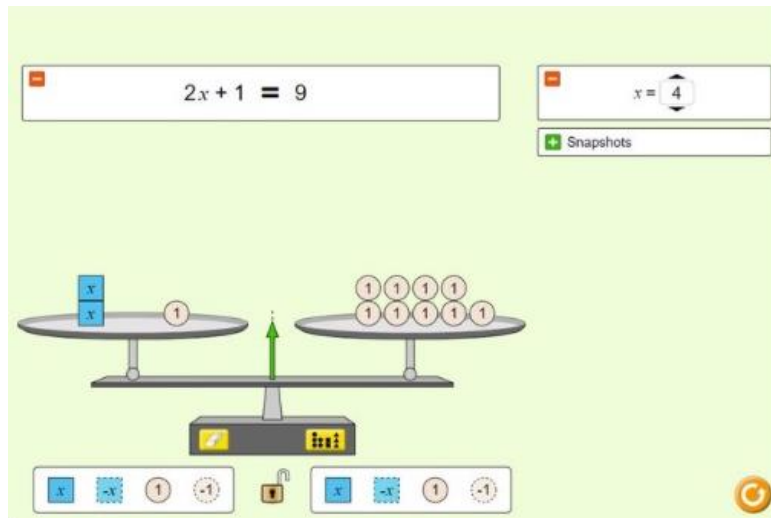 2x + 1 = 9
x = 4
Snapshots
x
x 1
1 1 1 1
1 1 1 1 1
x -x 1 -1
x -x 1 -1